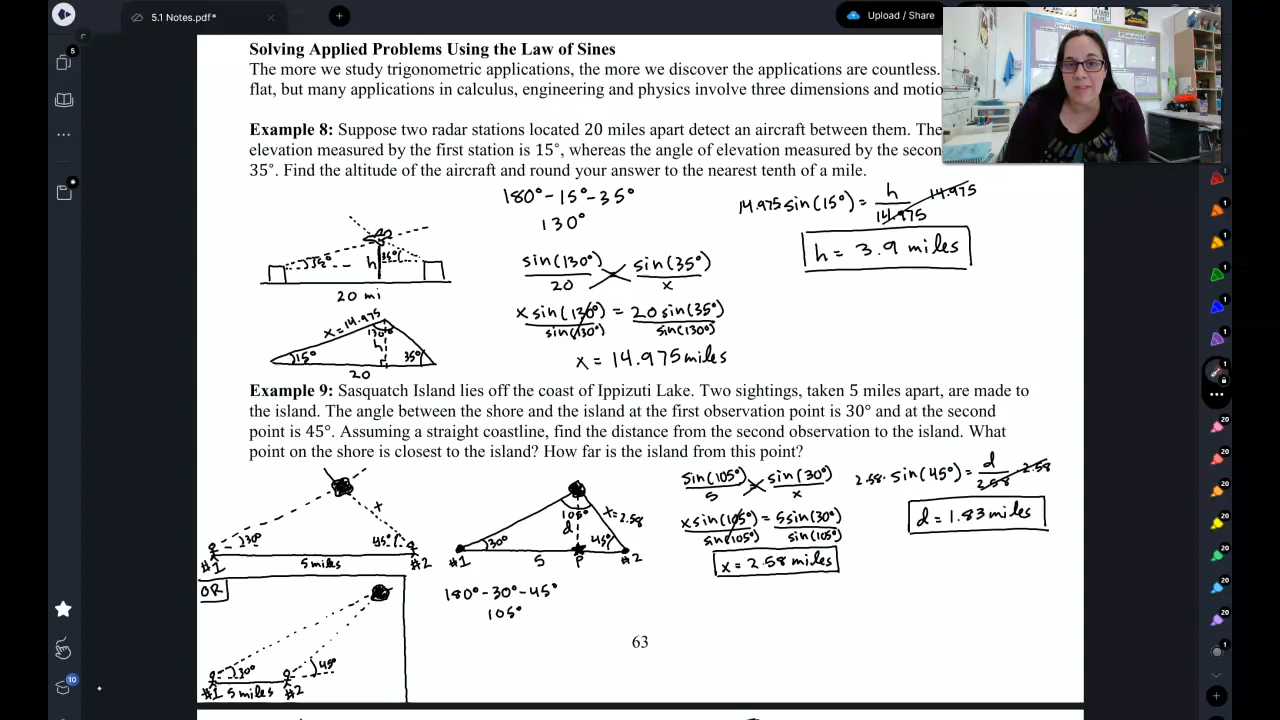 5.1 Notes.pdf*
Upload / Share
Solving Applied Problems Using the Law of Sines
The more we study trigonometric applications, the more we discover the applications are countless.
flat, but many applications in calculus, engineering and physics involve three dimensions and motio
Example 8: Suppose two radar stations located 20 miles apart detect an aircraft between them. The
elevation measured by the first station is 15°, whereas the angle of elevation measured by the secon
35°. Find the altitude of the aircraft and round your answer to the nearest tenth of a mile.
180°-15°-35°
130°
15°
h
35°
20 mi
x=14.975
130°
h
15°
35°
20
sin(130°)/20 sin(35°)/x
x sin(130°)/sin(130°) = 20 sin(35°)/sin(130°)
x = 14.975 miles
14.975 sin(15°) = h/14.975 · 14.975
h = 3.9 miles
Example 9: Sasquatch Island lies off the coast of Ippizuti Lake. Two sightings, taken 5 miles apart, are made to
the island. The angle between the shore and the island at the first observation point is 30° and at the second
point is 45°. Assuming a straight coastline, find the distance from the second observation to the island. What
point on the shore is closest to the island? How far is the island from this point?
x
30°
45°
#1 5 miles #2
OR
30°
45°
#1 5 miles #2
105°
x=2.58
d
30°
45°
#1 5 P #2
180°-30°-45°
105°
sin(105°)/5 sin(30°)/x
x sin(105°)/sin(105°) = 5 sin(30°)/sin(105°)
x = 2.58 miles
2.58 · sin(45°) = d/2.58 · 2.58
d = 1.83 miles
63